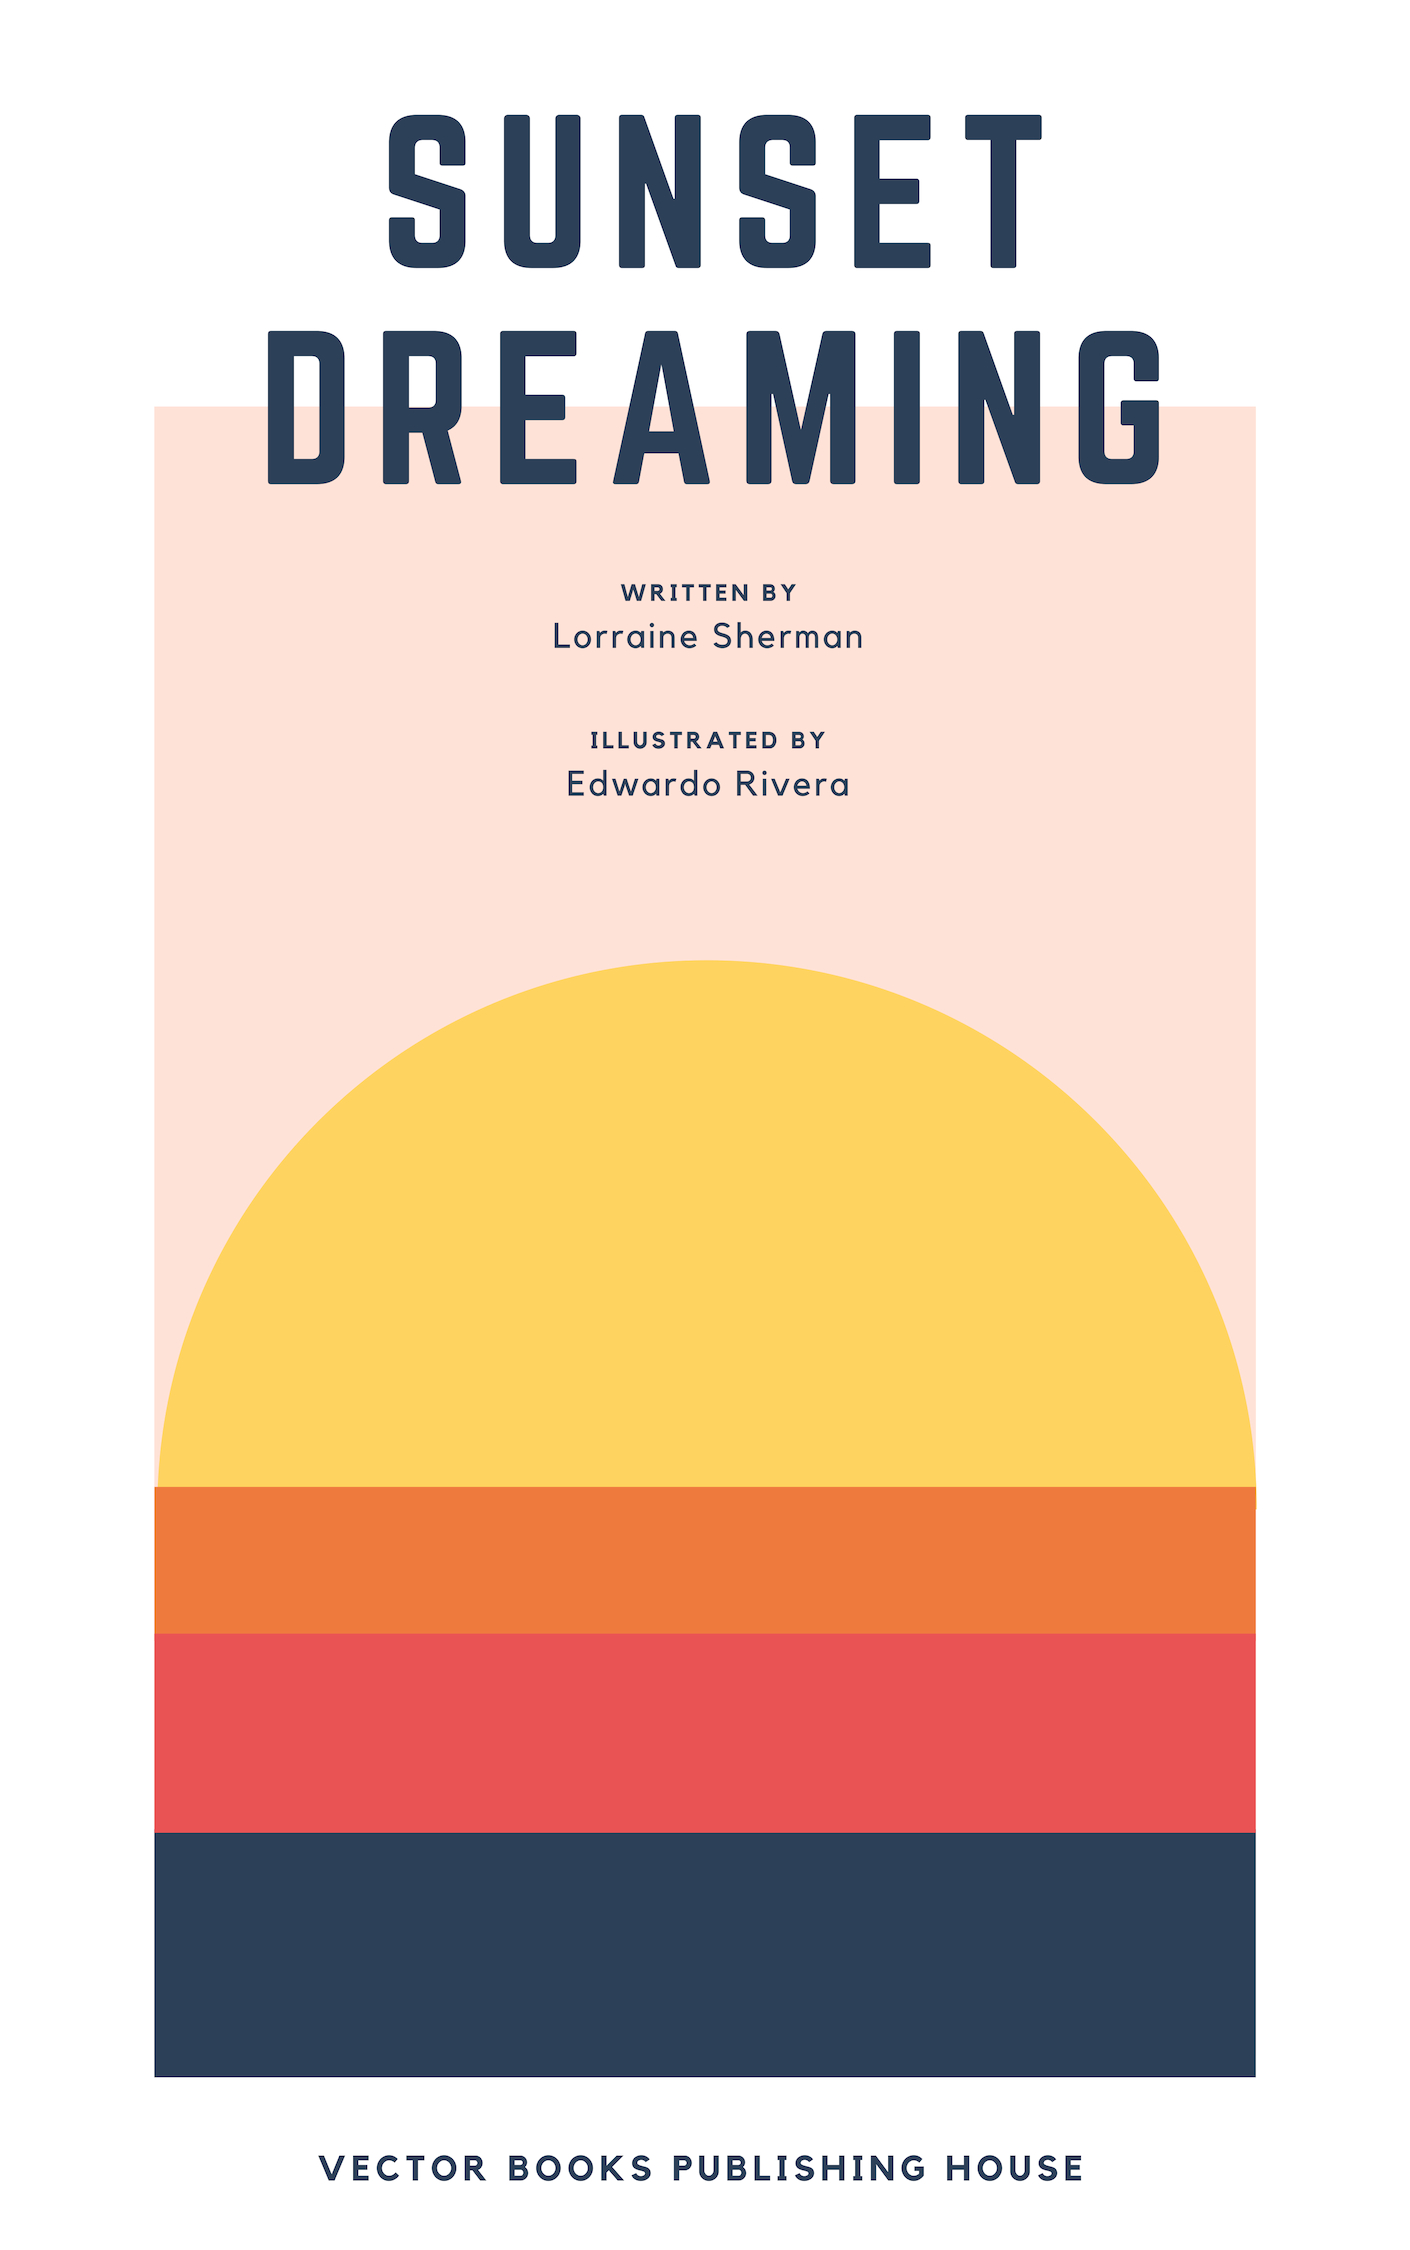 SUNSET
DREAMING
WRITTEN BY
Lorraine Sherman
ILLUSTRATED BY
Edwardo Rivera
VECTOR BOOKS PUBLISHING HOUSE